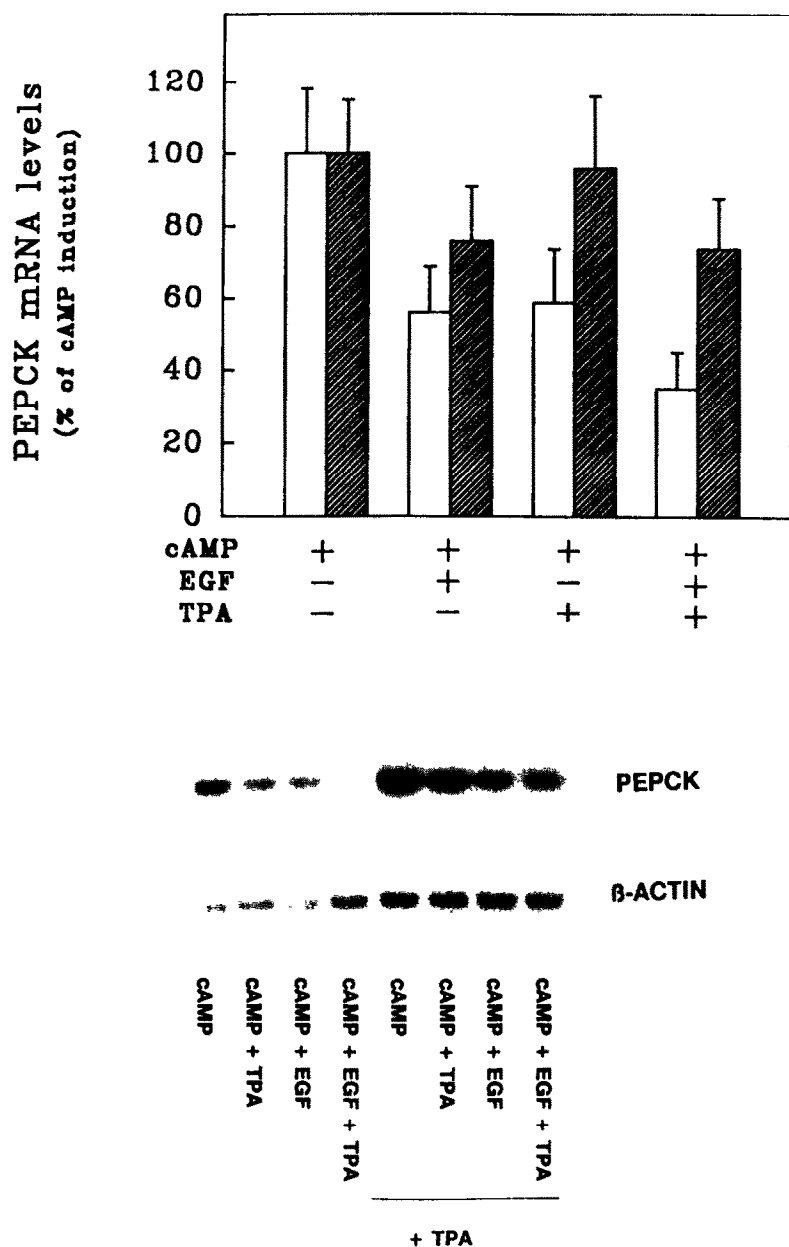 PEPCK mRNA levels
(% of cAMP induction)
120
100
80
60
40
20
0
cAMP + + + +
EGF − + − +
TPA − − + +
PEPCK
ß-ACTIN
cAMP
cAMP + TPA
cAMP + EGF
cAMP + EGF + TPA
cAMP
cAMP + TPA
cAMP + EGF
cAMP + EGF + TPA
+ TPA